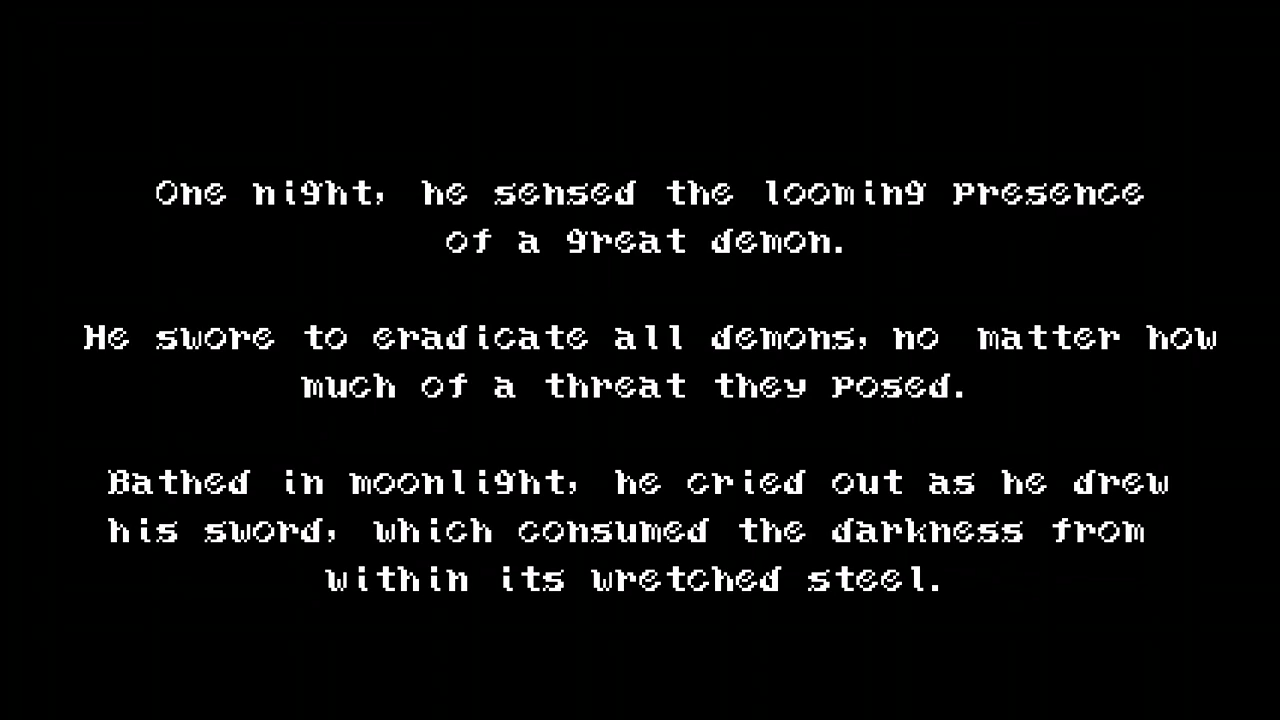 One night, he sensed the looming presence
of a great demon.
He swore to eradicate all demons, no matter how
much of a threat they posed.
Bathed in moonlight, he cried out as he drew
his sword, which consumed the darkness from
within its wretched steel.